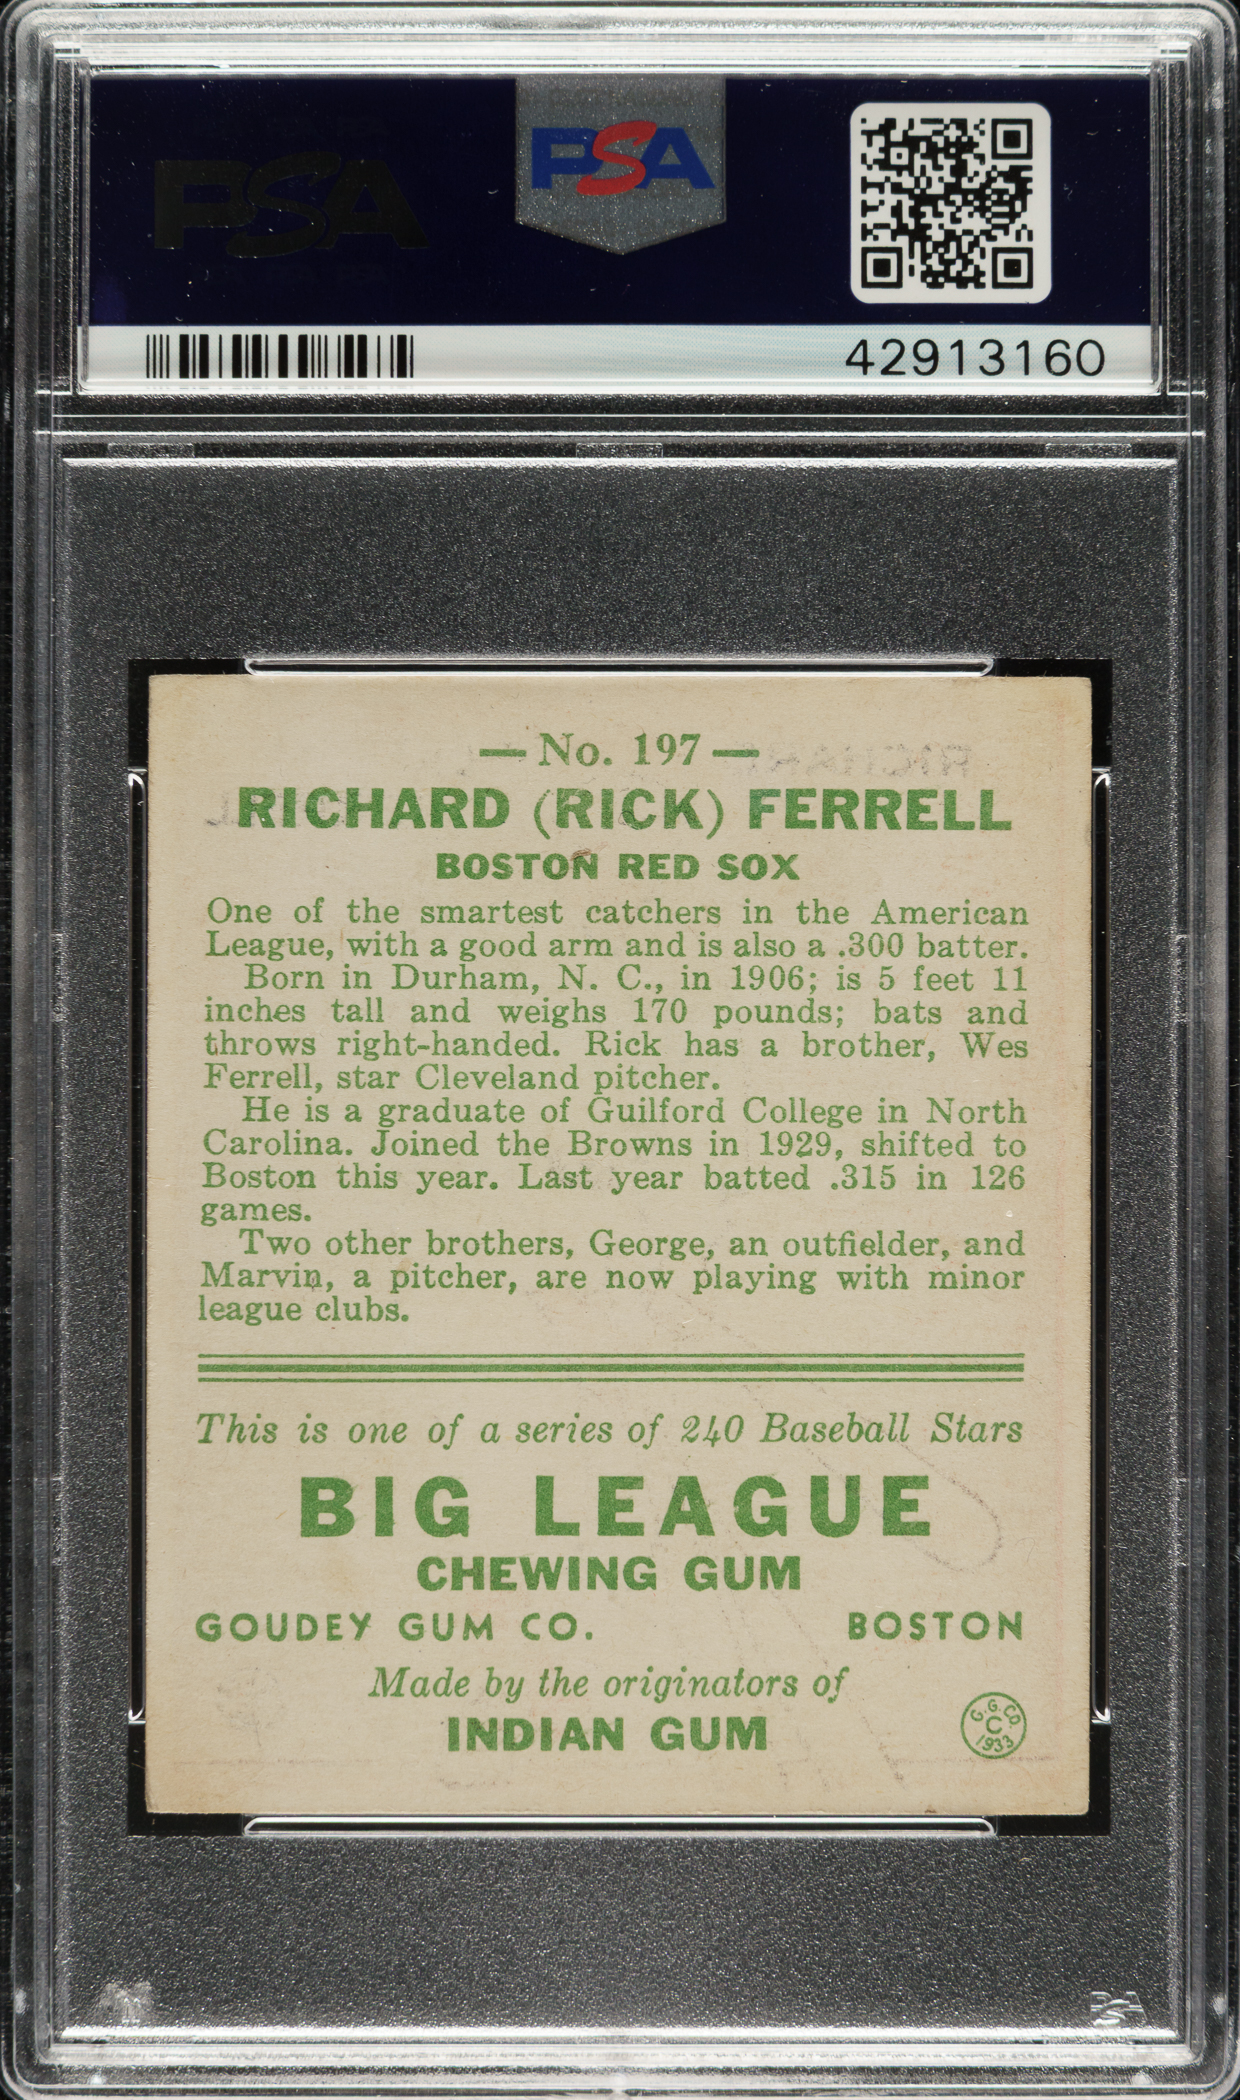 PSA
PSA
42913160
— No. 197 —
RICHARD (RICK) FERRELL
BOSTON RED SOX
One of the smartest catchers in the American
League, with a good arm and is also a .300 batter.
Born in Durham, N. C., in 1906; is 5 feet 11
inches tall and weighs 170 pounds; bats and
throws right-handed. Rick has a brother, Wes
Ferrell, star Cleveland pitcher.
He is a graduate of Guilford College in North
Carolina. Joined the Browns in 1929, shifted to
Boston this year. Last year batted .315 in 126
games.
Two other brothers, George, an outfielder, and
Marvin, a pitcher, are now playing with minor
league clubs.
This is one of a series of 240 Baseball Stars
BIG LEAGUE
CHEWING GUM
GOUDEY GUM CO. BOSTON
Made by the originators of
INDIAN GUM
G. G. CO.
C
1933
PSA